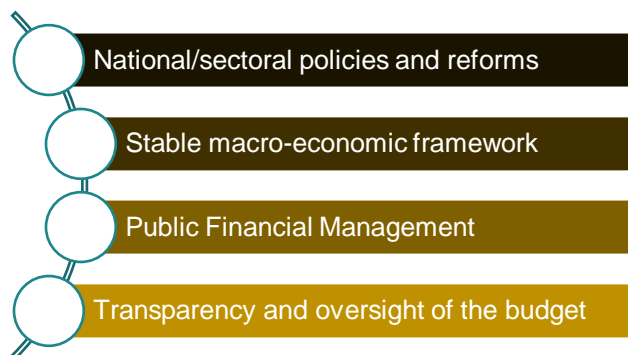 National/sectoral policies and reforms
Stable macro-economic framework
Public Financial Management
Transparency and oversight of the budget